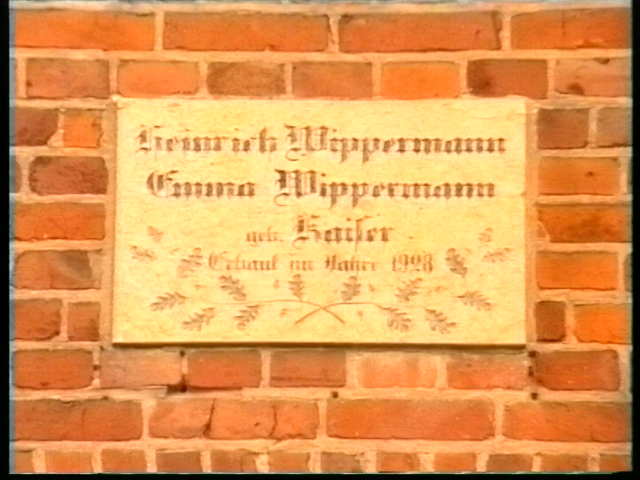 Heinrich Wippermann
Emma Wippermann
geb. Kaiser
Erbaut im Jahre 1928